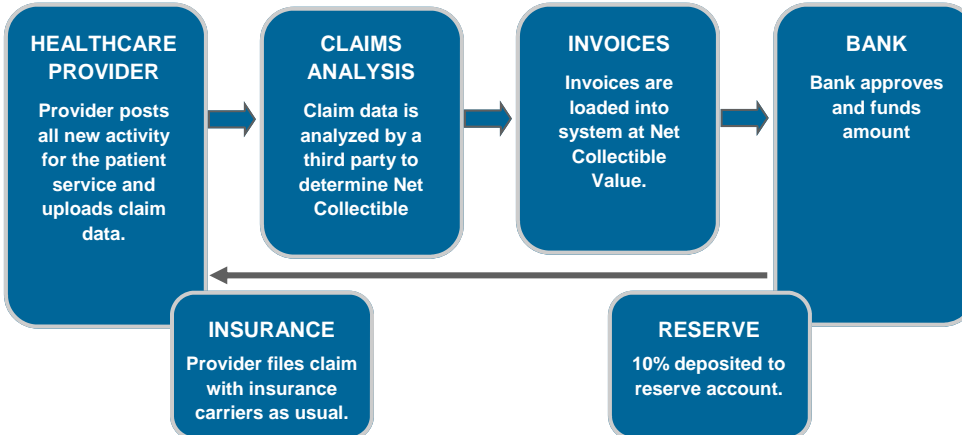 HEALTHCARE
PROVIDER
Provider posts
all new activity
for the patient
service and
uploads claim
data.
CLAIMS
ANALYSIS
Claim data is
analyzed by a
third party to
determine Net
Collectible
INVOICES
Invoices are
loaded into
system at Net
Collectible
Value.
BANK
Bank approves
and funds
amount
INSURANCE
Provider files claim
with insurance
carriers as usual.
RESERVE
10% deposited to
reserve account.